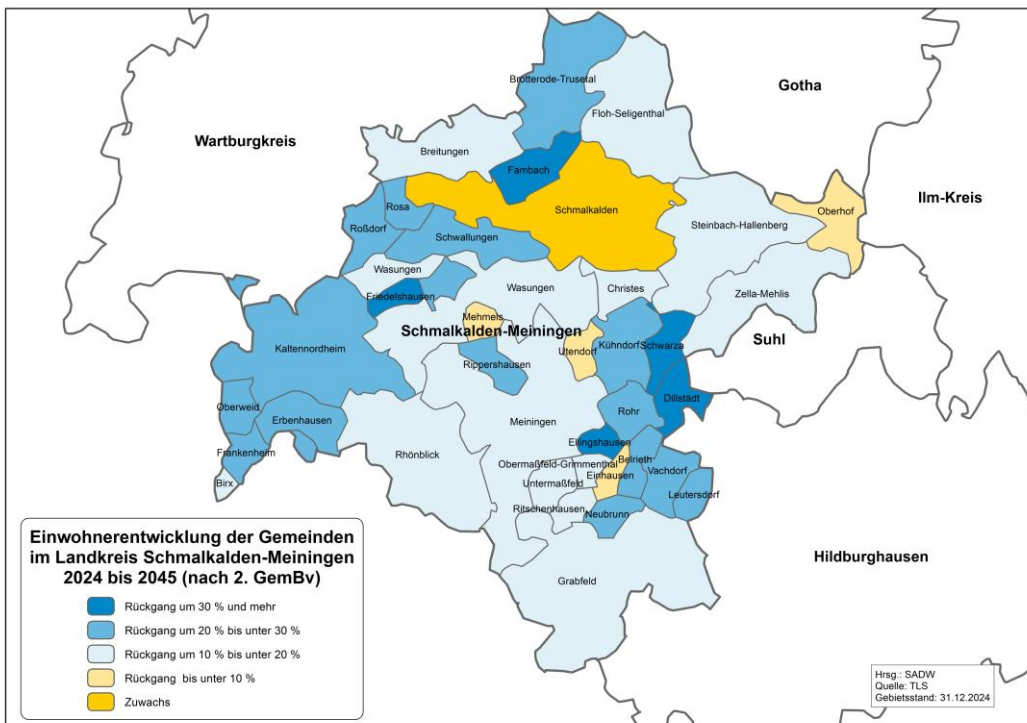 Gotha
Brotterode-Trusetal
Floh-Seligenthal
Wartburgkreis
Breitungen
Fambach
Ilm-Kreis
Rosa
Schmalkalden
Oberhof
Roßdorf
Steinbach-Hallenberg
Schwallungen
Wasungen
Wasungen
Christes
Friedelshausen
Zella-Mehlis
Mehmels
Schmalkalden-Meiningen
Suhl
Kaltennordheim
Utendorf
Kühndorf
Schwarza
Rippershausen
Dillstädt
Oberweid
Erbenhausen
Meiningen
Rohr
Ellingshausen
Rhönblick
Frankenheim
Belrieth
Obermaßfeld-Grimmenthal
Vachdorf
Einhausen
Birx
Untermaßfeld
Leutersdorf
Ritschenhausen
Neubrunn
Hildburghausen
Grabfeld
Einwohnerentwicklung der Gemeinden
im Landkreis Schmalkalden-Meiningen
2024 bis 2045 (nach 2. GemBv)
Rückgang um 30 % und mehr
Rückgang um 20 % bis unter 30 %
Rückgang um 10 % bis unter 20 %
Rückgang bis unter 10 %
Zuwachs
Hrsg.: SADW
Quelle: TLS
Gebietsstand: 31.12.2024